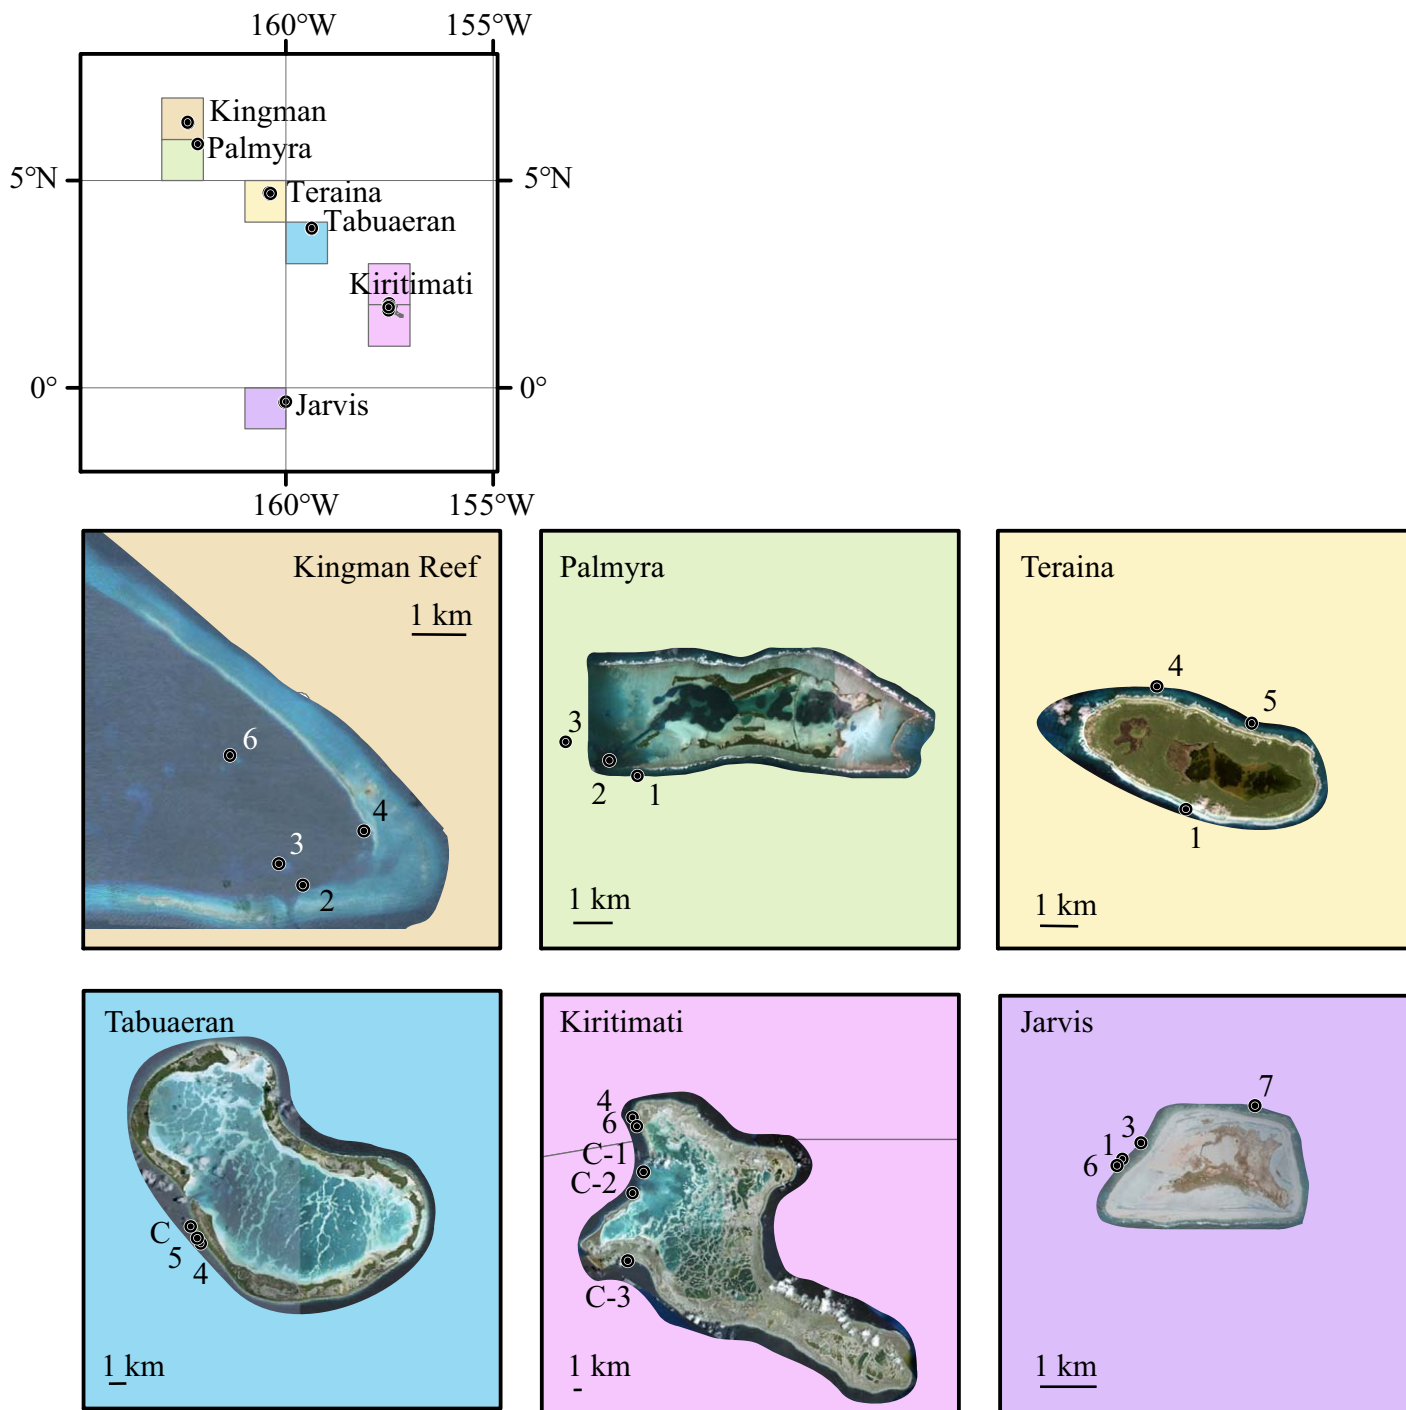 160°W 155°W
Kingman
Palmyra
5°N 5°N
Teraina
Tabuaeran
Kiritimati
0° 0°
Jarvis
160°W 155°W
Kingman Reef
1 km
6
4
3
2
Palmyra
3
2 1
1 km
Teraina
4
5
1
1 km
Tabuaeran
C
5
4
1 km
Kiritimati
4
6
C-1
C-2
C-3
1 km
Jarvis
7
3
1
6
1 km